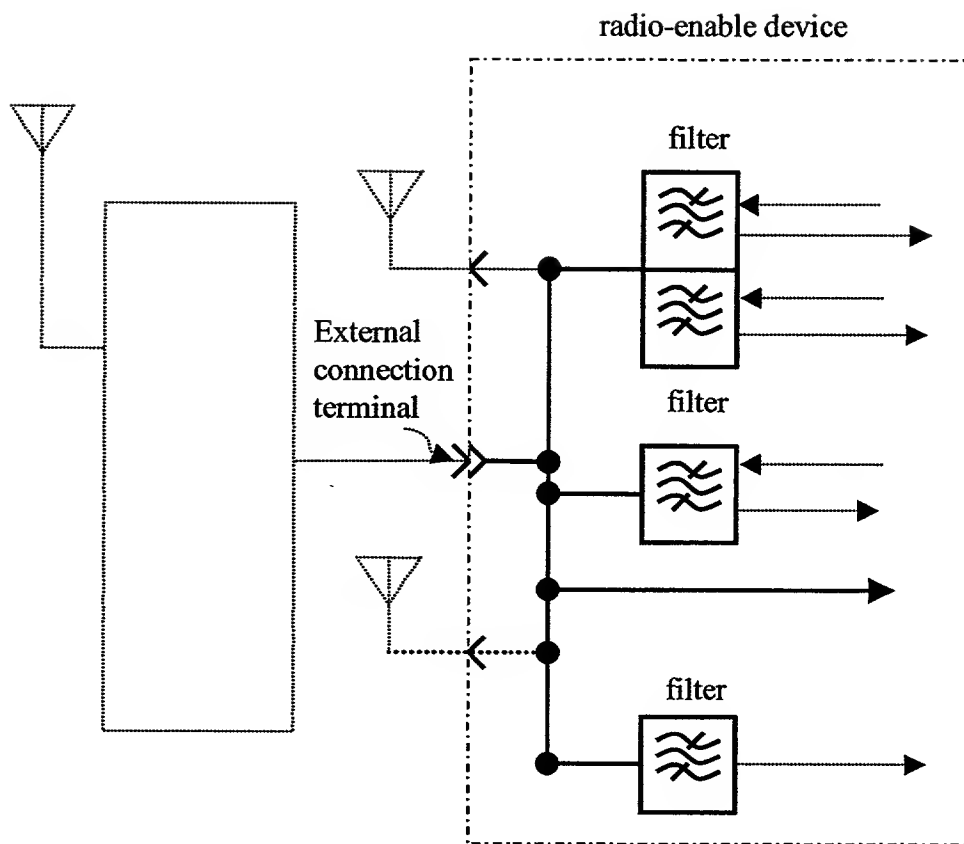 radio-enable device
filter
External
connection
terminal
filter
filter